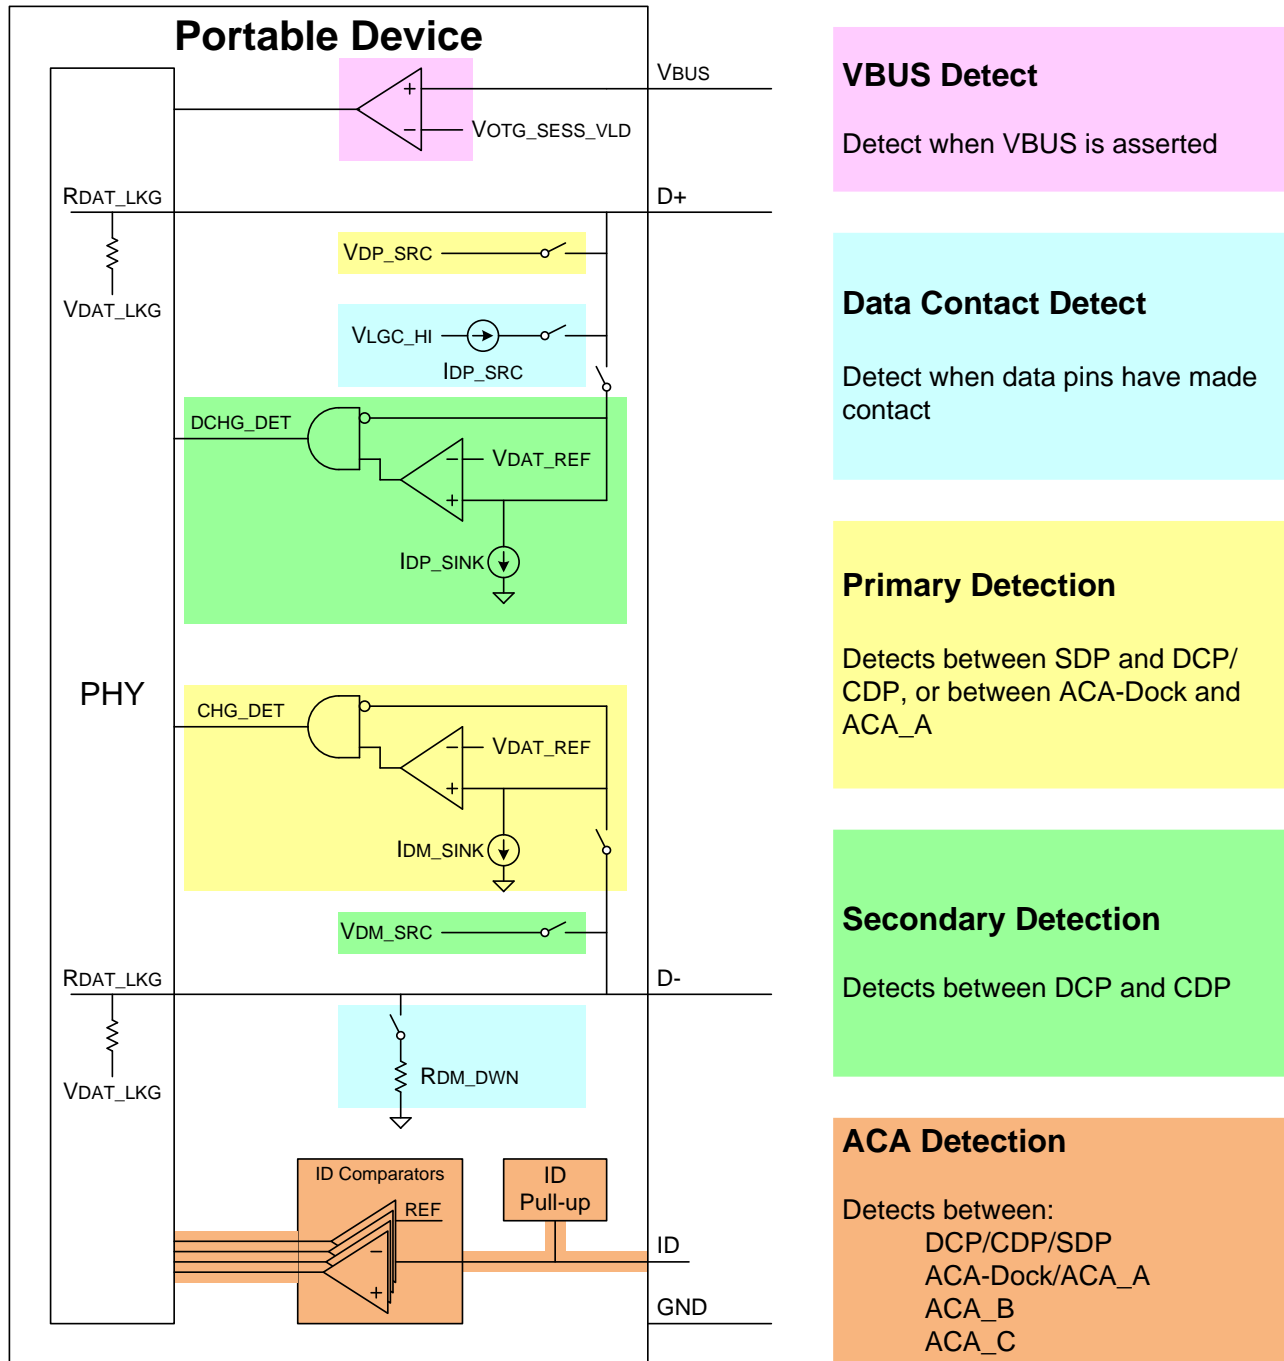 Portable Device
VBUS
+
− VOTG_SESS_VLD
RDAT_LKG
D+
VDP_SRC
VDAT_LKG
VLGC_HI
IDP_SRC
DCHG_DET
− VDAT_REF
+
IDP_SINK
PHY
CHG_DET
− VDAT_REF
+
IDM_SINK
VDM_SRC
RDAT_LKG
D-
VDAT_LKG
RDM_DWN
ID Comparators
REF
−
+
ID
Pull-up
ID
GND
VBUS Detect
Detect when VBUS is asserted
Data Contact Detect
Detect when data pins have made
contact
Primary Detection
Detects between SDP and DCP/
CDP, or between ACA-Dock and
ACA_A
Secondary Detection
Detects between DCP and CDP
ACA Detection
Detects between:
DCP/CDP/SDP
ACA-Dock/ACA_A
ACA_B
ACA_C